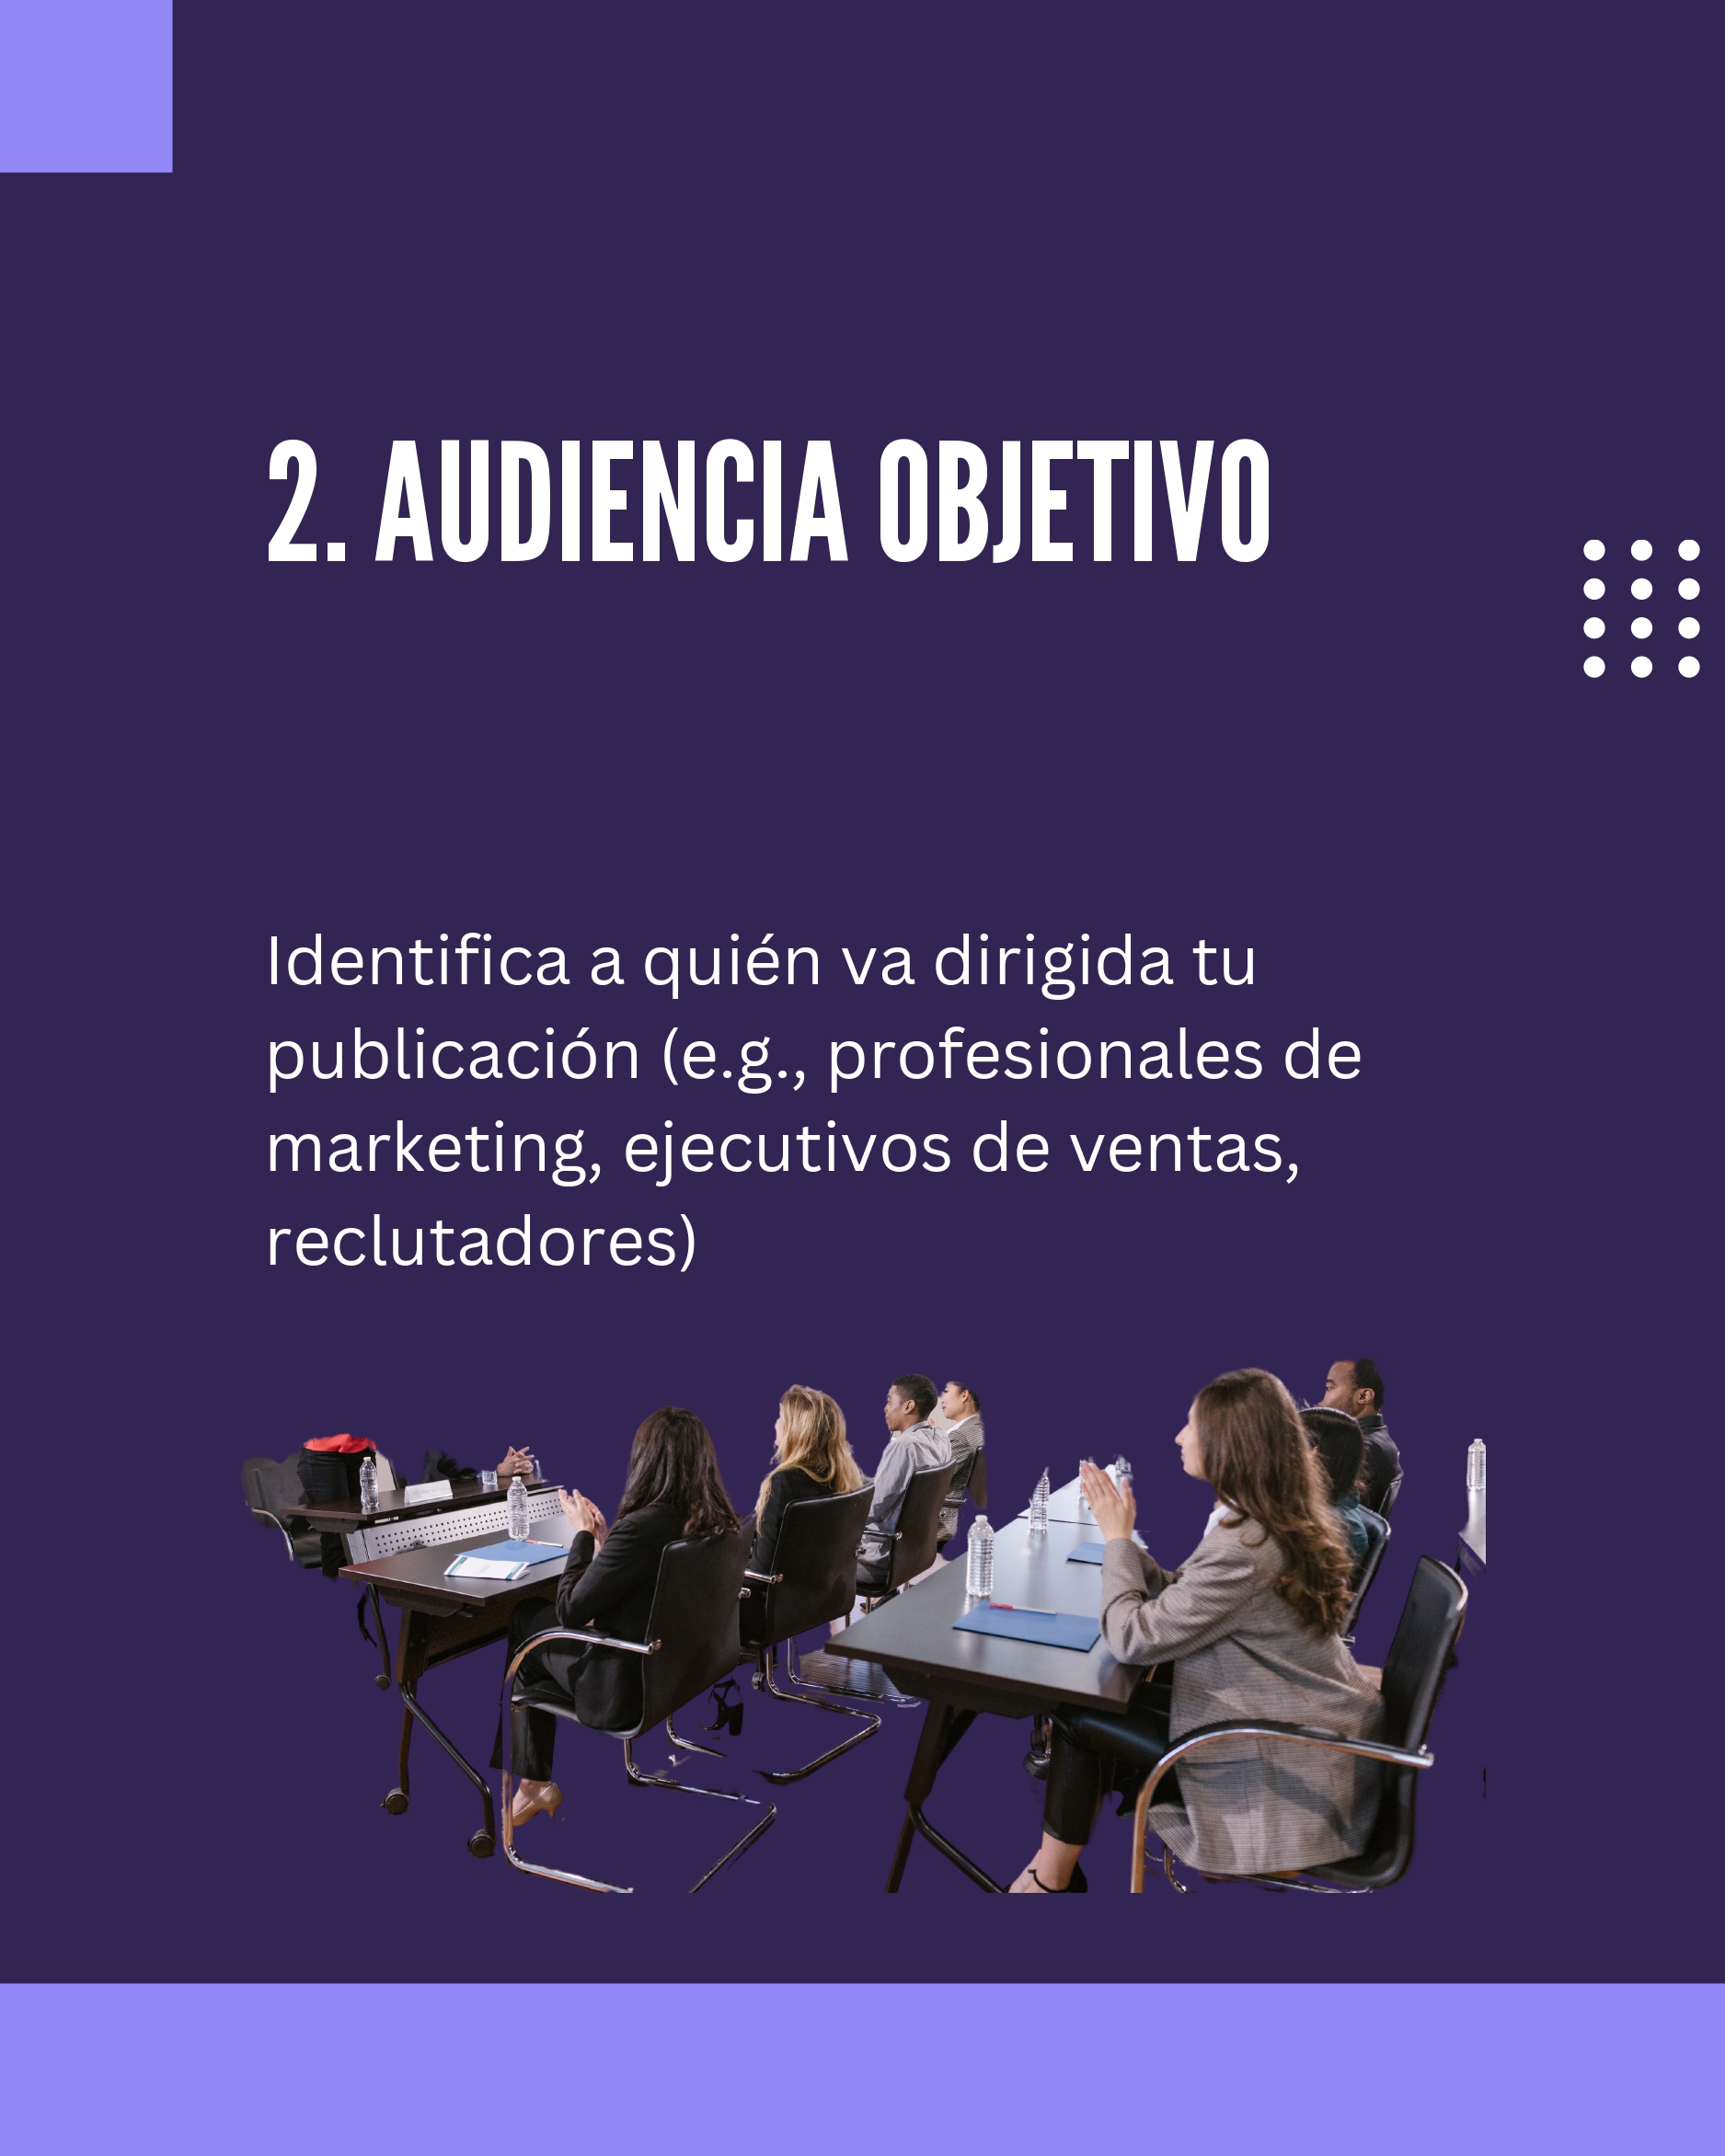 2. AUDIENCIA OBJETIVO
Identifica a quién va dirigida tu
publicación (e.g., profesionales de
marketing, ejecutivos de ventas,
reclutadores)